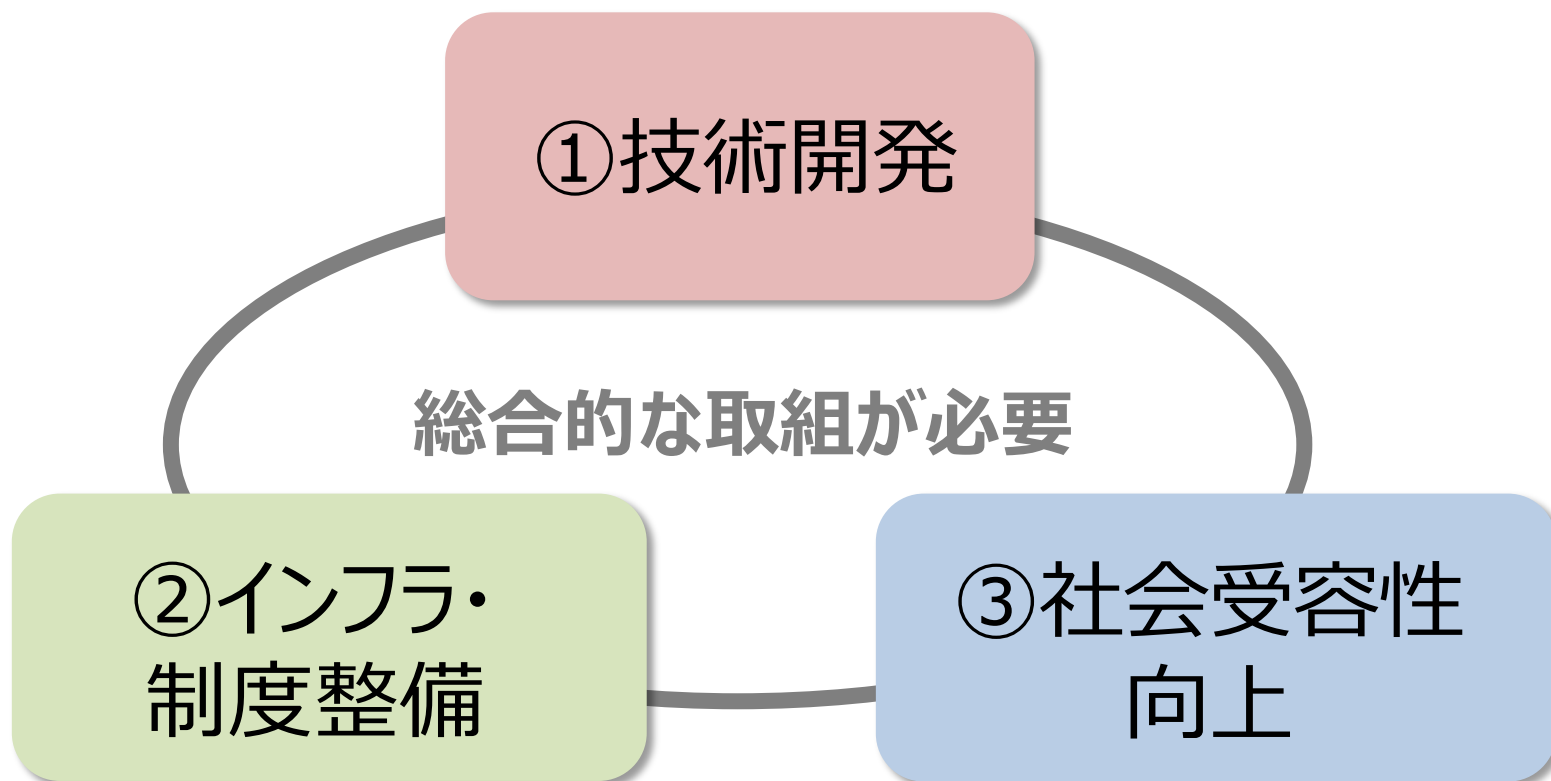 ①技術開発
総合的な取組が必要
②インフラ・
制度整備
③社会受容性
向上